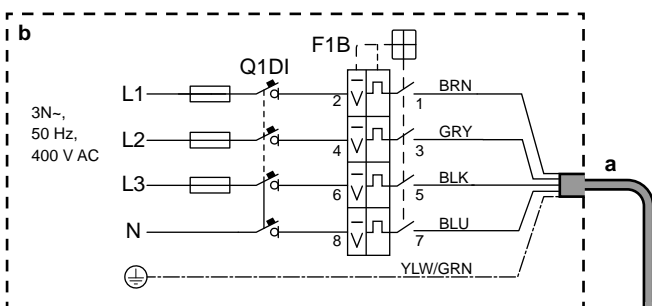 b
F1B
Q1DI
3N~,
50 Hz,
400 V AC
L1
2
1
BRN
L2
4
3
GRY
L3
6
5
BLK
N
8
7
BLU
YLW/GRN
a